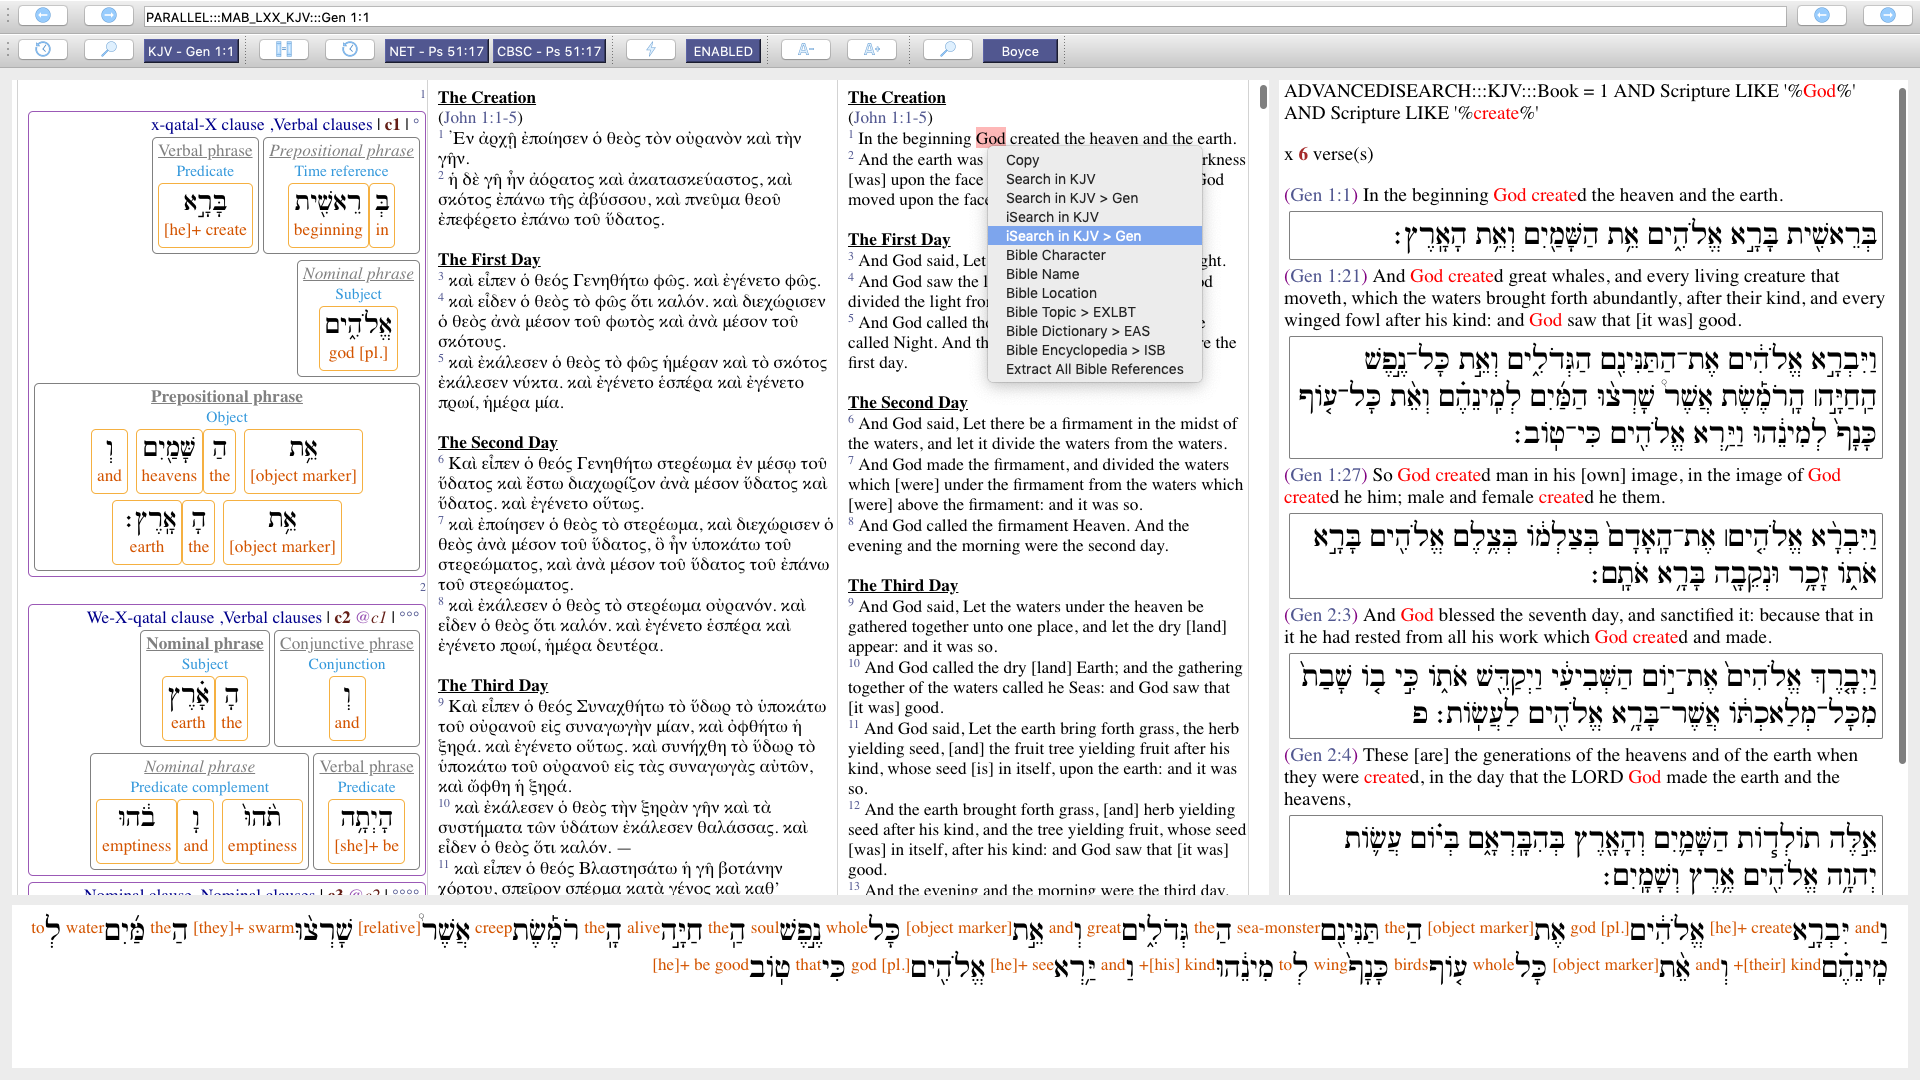 PARALLEL:::MAB_LXX_KJV:::Gen 1:1
KJV - Gen 1:1
NET - Ps 51:17
CBSC - Ps 51:17
ENABLED
A-
A+
Boyce
1
x-qatal-X clause ,Verbal clauses | c1 | °
Verbal phrase
Predicate
בָּרָ֣א
[he]+ create
Prepositional phrase
Time reference
רֵאשִׁ֖ית
beginning
בְּ
in
Nominal phrase
Subject
אֱלֹהִ֑ים
god [pl.]
Prepositional phrase
Object
וְ
and
שָּׁמַ֖יִם
heavens
הַ
the
אֵ֥ת
[object marker]
אָֽרֶץ׃
earth
הָ
the
אֵ֥ת
[object marker]
2
We-X-qatal clause ,Verbal clauses | c2 @c1 | °°°
Nominal phrase
Subject
אָ֗רֶץ
earth
הָ
the
Conjunctive phrase
Conjunction
וְ
and
Nominal phrase
Predicate complement
בֹ֔הוּ
emptiness
וָ
and
תֹ֨הוּ֙
emptiness
Verbal phrase
Predicate
הָיְתָ֥ה
[she]+ be
Nominal clause, Nominal clauses | c3 @c2 | °°°°
The Creation
(John 1:1-5)
1 Ἐν ἀρχῇ ἐποίησεν ὁ θεὸς τὸν οὐρανὸν καὶ τὴν
γῆν.
2 ἡ δὲ γῆ ἦν ἀόρατος καὶ ἀκατασκεύαστος, καὶ
σκότος ἐπάνω τῆς ἀβύσσου, καὶ πνεῦμα θεοῦ
ἐπεφέρετο ἐπάνω τοῦ ὕδατος.
The First Day
3 καὶ εἶπεν ὁ θεός Γενηθήτω φῶς. καὶ ἐγένετο φῶς.
4 καὶ εἶδεν ὁ θεὸς τὸ φῶς ὅτι καλόν. καὶ διεχώρισεν
ὁ θεὸς ἀνὰ μέσον τοῦ φωτὸς καὶ ἀνὰ μέσον τοῦ
σκότους.
5 καὶ ἐκάλεσεν ὁ θεὸς τὸ φῶς ἡμέραν καὶ τὸ σκότος
ἐκάλεσεν νύκτα. καὶ ἐγένετο ἑσπέρα καὶ ἐγένετο
πρωί, ἡμέρα μία.
The Second Day
6 Καὶ εἶπεν ὁ θεός Γενηθήτω στερέωμα ἐν μέσῳ τοῦ
ὕδατος καὶ ἔστω διαχωρίζον ἀνὰ μέσον ὕδατος καὶ
ὕδατος. καὶ ἐγένετο οὕτως.
7 καὶ ἐποίησεν ὁ θεὸς τὸ στερέωμα, καὶ διεχώρισεν ὁ
θεὸς ἀνὰ μέσον τοῦ ὕδατος, ὃ ἦν ὑποκάτω τοῦ
στερεώματος, καὶ ἀνὰ μέσον τοῦ ὕδατος τοῦ ἐπάνω
τοῦ στερεώματος.
8 καὶ ἐκάλεσεν ὁ θεὸς τὸ στερέωμα οὐρανόν. καὶ
εἶδεν ὁ θεὸς ὅτι καλόν. καὶ ἐγένετο ἑσπέρα καὶ
ἐγένετο πρωί, ἡμέρα δευτέρα.
The Third Day
9 Καὶ εἶπεν ὁ θεός Συναχθήτω τὸ ὕδωρ τὸ ὑποκάτω
τοῦ οὐρανοῦ εἰς συναγωγὴν μίαν, καὶ ὀφθήτω ἡ
ξηρά. καὶ ἐγένετο οὕτως. καὶ συνήχθη τὸ ὕδωρ τὸ
ὑποκάτω τοῦ οὐρανοῦ εἰς τὰς συναγωγὰς αὐτῶν,
καὶ ὤφθη ἡ ξηρά.
10 καὶ ἐκάλεσεν ὁ θεὸς τὴν ξηρὰν γῆν καὶ τὰ
συστήματα τῶν ὑδάτων ἐκάλεσεν θαλάσσας. καὶ
εἶδεν ὁ θεὸς ὅτι καλόν. —
11 καὶ εἶπεν ὁ θεός Βλαστησάτω ἡ γῆ βοτάνην
χόρτου, σπεῖρον σπέρμα κατὰ γένος καὶ καθ’
The Creation
(John 1:1-5)
1 In the beginning God created the heaven and the earth.
2 And the earth was
rkness
[was] upon the face
God
moved upon the face
The First Day
3 And God said, Let
ght.
4 And God saw the l
d
divided the light from
5 And God called the
e
called Night. And th
re the
first day.
Copy
Search in KJV
Search in KJV > Gen
iSearch in KJV
iSearch in KJV > Gen
Bible Character
Bible Name
Bible Location
Bible Topic > EXLBT
Bible Dictionary > EAS
Bible Encyclopedia > ISB
Extract All Bible References
The Second Day
6 And God said, Let there be a firmament in the midst of
the waters, and let it divide the waters from the waters.
7 And God made the firmament, and divided the waters
which [were] under the firmament from the waters which
[were] above the firmament: and it was so.
8 And God called the firmament Heaven. And the
evening and the morning were the second day.
The Third Day
9 And God said, Let the waters under the heaven be
gathered together unto one place, and let the dry [land]
appear: and it was so.
10 And God called the dry [land] Earth; and the gathering
together of the waters called he Seas: and God saw that
[it was] good.
11 And God said, Let the earth bring forth grass, the herb
yielding seed, [and] the fruit tree yielding fruit after his
kind, whose seed [is] in itself, upon the earth: and it was
so.
12 And the earth brought forth grass, [and] herb yielding
seed after his kind, and the tree yielding fruit, whose seed
[was] in itself, after his kind: and God saw that [it was]
good.
13 And the evening and the morning were the third day.
ADVANCEDISEARCH:::KJV:::Book = 1 AND Scripture LIKE '%God%'
AND Scripture LIKE '%create%'
x 6 verse(s)
(Gen 1:1) In the beginning God created the heaven and the earth.
בְּרֵאשִׁ֖ית בָּרָ֣א אֱלֹהִ֑ים אֵ֥ת הַשָּׁמַ֖יִם וְאֵ֥ת הָאָֽרֶץ׃
(Gen 1:21) And God created great whales, and every living creature that
moveth, which the waters brought forth abundantly, after their kind, and every
winged fowl after his kind: and God saw that [it was] good.
וַיִּבְרָ֣א אֱלֹהִ֔ים אֶת־הַתַּנִּינִ֖ם הַגְּדֹלִ֑ים וְאֵ֣ת כָּל־נֶ֣פֶשׁ
הַֽחַיָּ֣ה׀ הָֽרֹמֶ֡שֶׂת אֲשֶׁר֩ שָׁרְצ֨וּ הַמַּ֜יִם לְמִֽינֵהֶ֗ם וְאֵ֨ת כָּל־ע֤וֹף
כָּנָף֙ לְמִינֵ֔הוּ וַיַּ֥רְא אֱלֹהִ֖ים כִּי־טֽוֹב׃
(Gen 1:27) So God created man in his [own] image, in the image of God
created he him; male and female created he them.
וַיִּבְרָ֨א אֱלֹהִ֤ים׀ אֶת־הָֽאָדָם֙ בְּצַלְמ֔וֹ בְּצֶ֥לֶם אֱלֹהִ֖ים בָּרָ֣א
אֹת֑וֹ זָכָ֥ר וּנְקֵבָ֖ה בָּרָ֥א אֹתָֽם׃
(Gen 2:3) And God blessed the seventh day, and sanctified it: because that in
it he had rested from all his work which God created and made.
וַיְבָ֤רֶךְ אֱלֹהִים֙ אֶת־י֣וֹם הַשְּׁבִיעִ֔י וַיְקַדֵּ֖שׁ אֹת֑וֹ כִּ֣י ב֤וֹ שָׁבַת֙
מִכָּל־מְלַאכְתּ֔וֹ אֲשֶׁר־בָּרָ֥א אֱלֹהִ֖ים לַעֲשֽׂוֹת׃ פ
(Gen 2:4) These [are] the generations of the heavens and of the earth when
they were created, in the day that the LORD God made the earth and the
heavens,
אֵ֣לֶּה תוֹלְד֧וֹת הַשָּׁמַ֛יִם וְהָאָ֖רֶץ בְּהִבָּֽרְאָ֑ם בְּי֗וֹם עֲשׂ֛וֹת
יְהוָ֥ה אֱלֹהִ֖ים אֶ֥רֶץ וְשָׁמָֽיִם׃
וַ and יִּבְרָ֣א [he]+ create אֱלֹהִ֔ים god [pl.] אֶת [object marker] הַ the תַּנִּינִ֖ם sea-monster הַ the גְּדֹלִ֑ים great וְ and אֵ֣ת [object marker] כָּל whole נֶ֣פֶשׁ soul הַֽ the חַיָּ֣ה alive הָֽ the רֹמֶ֡שֶׂת creep אֲשֶׁר֩ [relative] שָׁרְצ֨וּ [they]+ swarm הַ the מַּ֜יִם water לְ to
מִֽינֵהֶ֗ם +[their] kind וְ and אֵ֨ת [object marker] כָּל whole ע֤וֹף birds כָּנָף֙ wing לְ to מִינֵ֔הוּ +[his] kind וַ and יַּ֥רְא [he]+ see אֱלֹהִ֖ים god [pl.] כִּי that טֽוֹב [he]+ be good